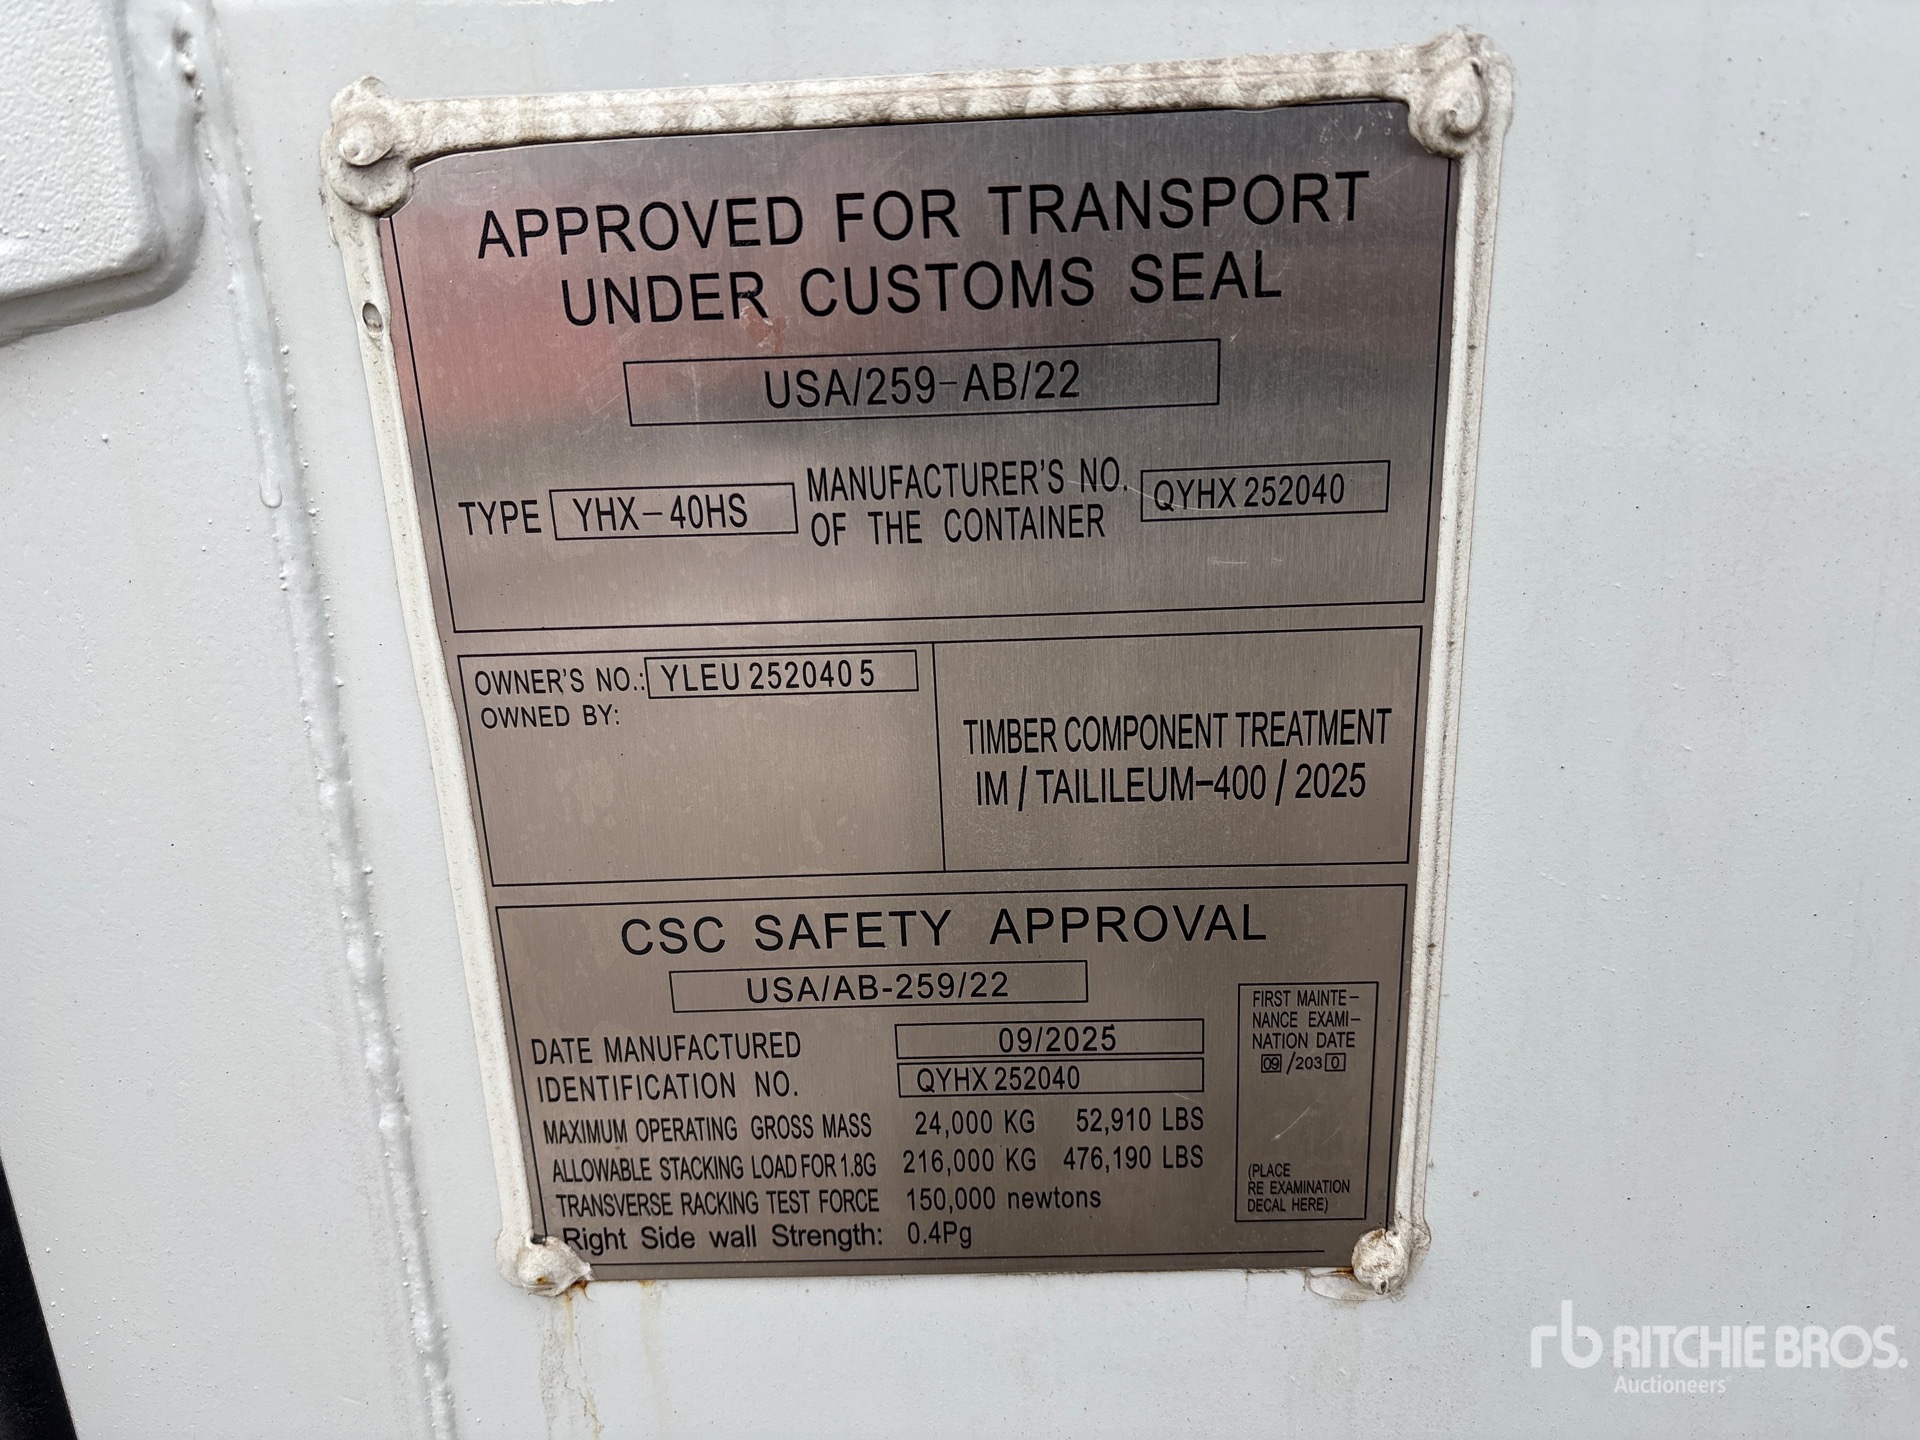 APPROVED FOR TRANSPORT
UNDER CUSTOMS SEAL
USA/259-AB/22
TYPE YHX-40HS MANUFACTURER'S NO. OF THE CONTAINER QYHX 252040
OWNER'S NO.: YLEU 252040 5
OWNED BY:
TIMBER COMPONENT TREATMENT
IM / TAILILEUM-400 / 2025
CSC SAFETY APPROVAL
USA/AB-259/22
DATE MANUFACTURED 09/2025
IDENTIFICATION NO. QYHX 252040
MAXIMUM OPERATING GROSS MASS 24,000 KG 52,910 LBS
ALLOWABLE STACKING LOAD FOR 1.8G 216,000 KG 476,190 LBS
TRANSVERSE RACKING TEST FORCE 150,000 newtons
Right Side wall Strength: 0.4Pg
FIRST MAINTE-
NANCE EXAMI-
NATION DATE
09/2030
(PLACE
RE EXAMINATION
DECAL HERE)
rb RITCHIE BROS.
Auctioneers